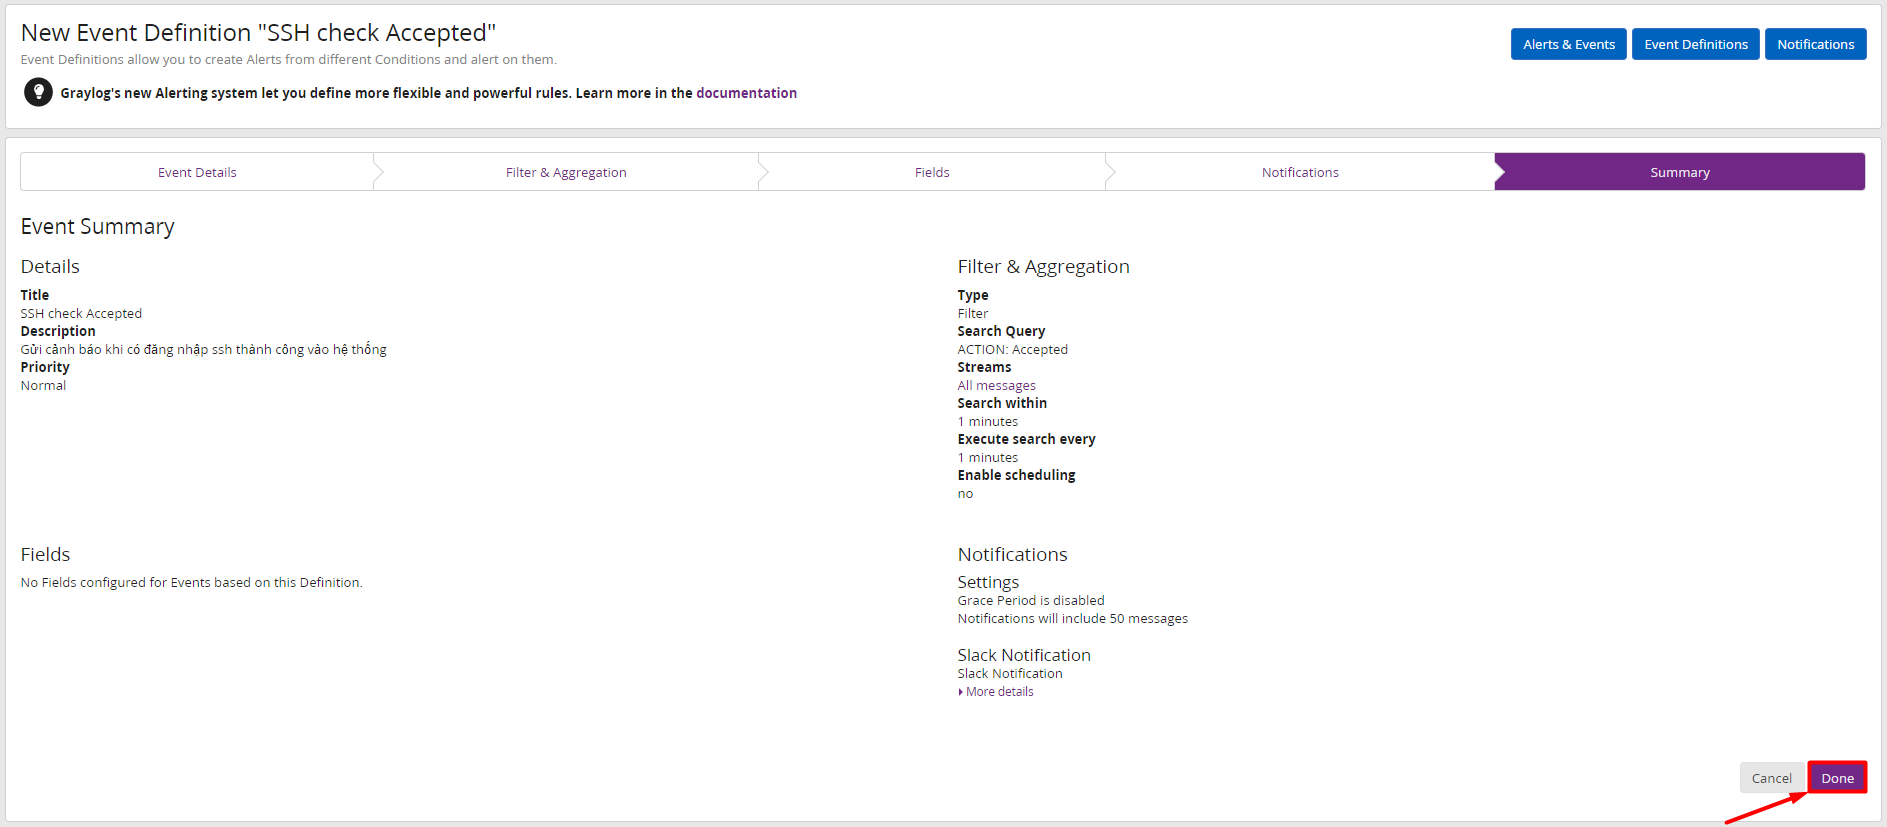 New Event Definition "SSH check Accepted"
Event Definitions allow you to create Alerts from different Conditions and alert on them.
Graylog's new Alerting system let you define more flexible and powerful rules. Learn more in the documentation
Alerts & Events
Event Definitions
Notifications
Event Details
Filter & Aggregation
Fields
Notifications
Summary
Event Summary
Details
Title
SSH check Accepted
Description
Gửi cảnh báo khi có đăng nhập ssh thành công vào hệ thống
Priority
Normal
Filter & Aggregation
Type
Filter
Search Query
ACTION: Accepted
Streams
All messages
Search within
1 minutes
Execute search every
1 minutes
Enable scheduling
no
Fields
No Fields configured for Events based on this Definition.
Notifications
Settings
Grace Period is disabled
Notifications will include 50 messages
Slack Notification
Slack Notification
More details
Cancel
Done